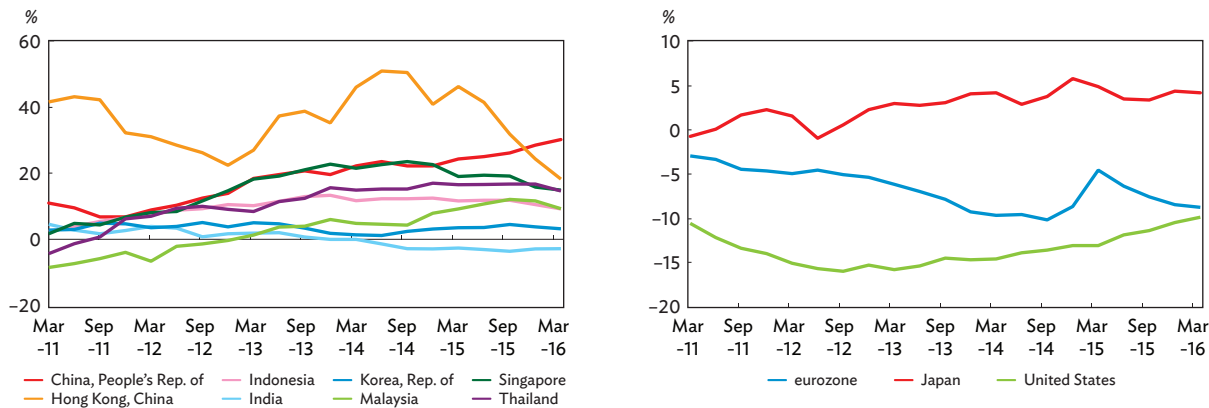 %
60
40
20
0
–20
Mar Sep Mar Sep Mar Sep Mar Sep Mar Sep Mar
-11 -11 -12 -12 -13 -13 -14 -14 -15 -15 -16
China, People's Rep. of Indonesia Korea, Rep. of Singapore
Hong Kong, China India Malaysia Thailand
%
10
5
0
–5
–10
–15
–20
Mar Sep Mar Sep Mar Sep Mar Sep Mar Sep Mar
-11 -11 -12 -12 -13 -13 -14 -14 -15 -15 -16
eurozone Japan United States